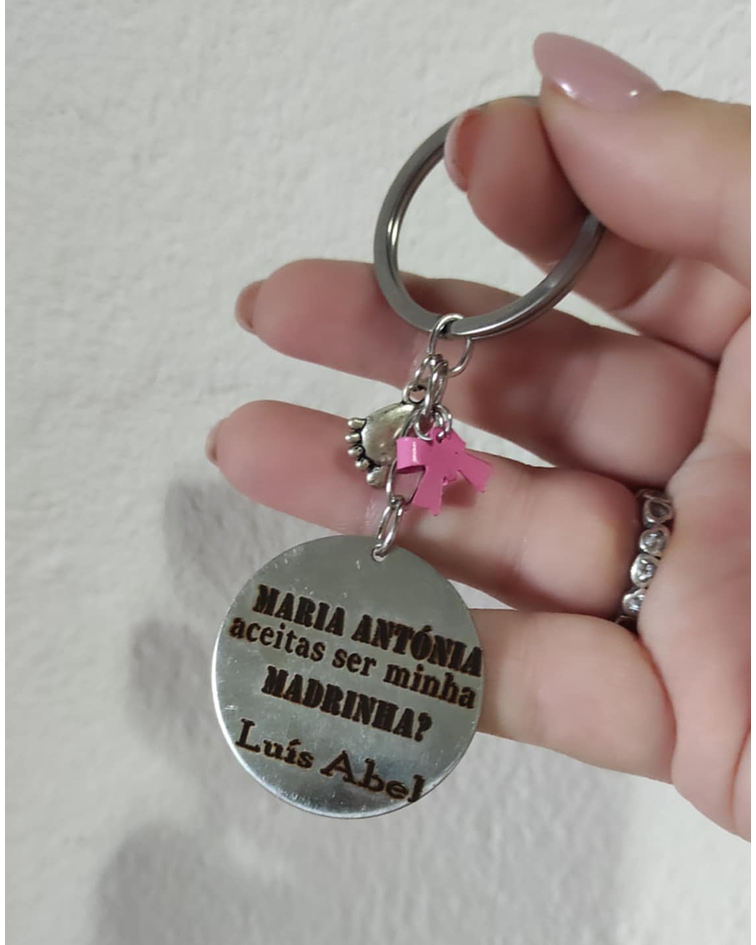 MARIA ANTÓNIA
aceitas ser minha
MADRINHA?
Luís Abel